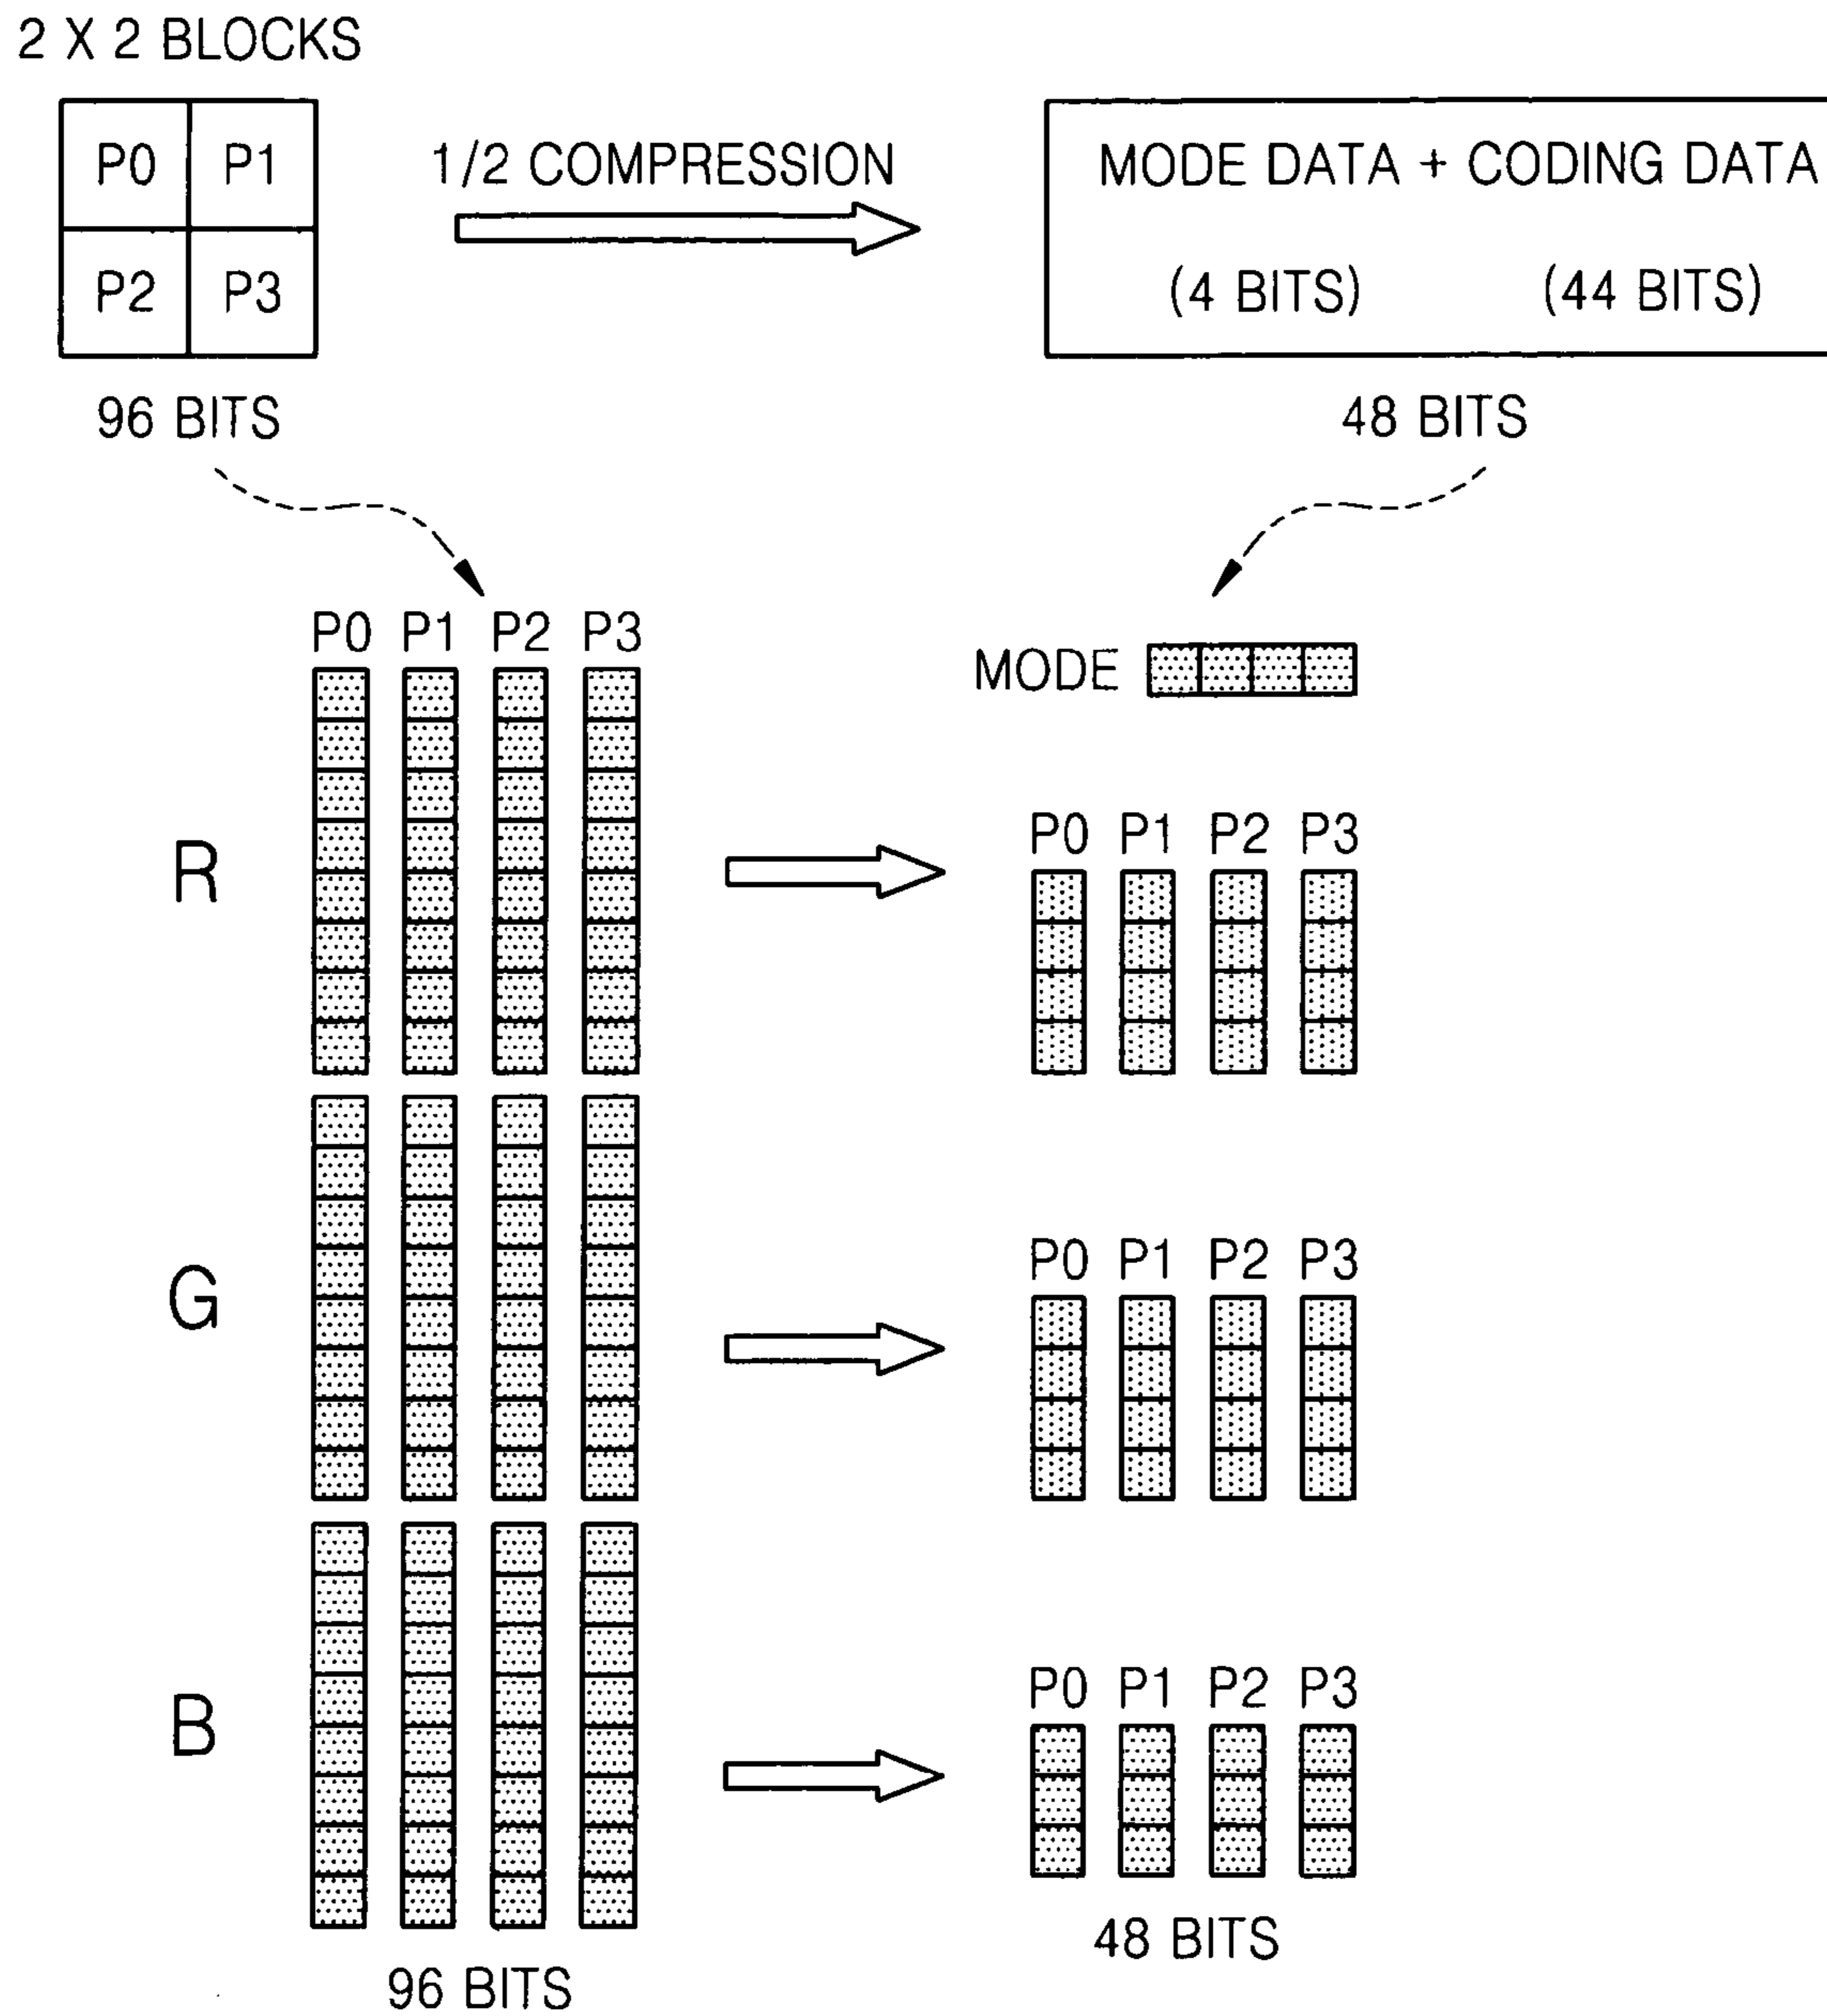 2 X 2 BLOCKS
P0 P1
P2 P3
96 BITS
1/2 COMPRESSION
MODE DATA + CODING DATA
(4 BITS) (44 BITS)
48 BITS
P0 P1 P2 P3
MODE
R
P0 P1 P2 P3
G
P0 P1 P2 P3
B
P0 P1 P2 P3
48 BITS
96 BITS